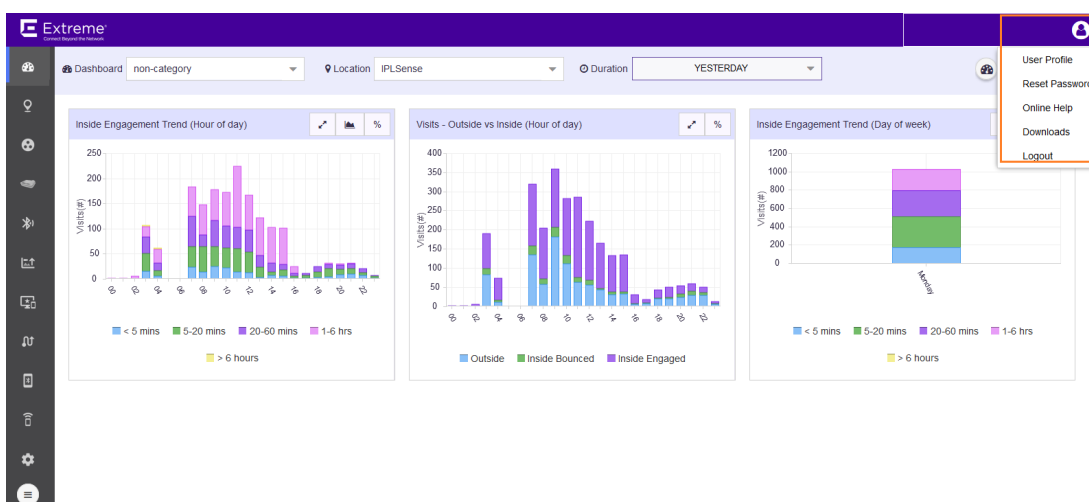 Extreme
Connect Beyond the Network
Dashboard non-category Location IPLSense Duration YESTERDAY
User Profile
Reset Password
Online Help
Downloads
Logout
Inside Engagement Trend (Hour of day) %
250
200
150
100
50
0
Visits(#)
00 02 04 06 08 10 12 14 16 18 20 22
< 5 mins 5-20 mins 20-60 mins 1-6 hrs
> 6 hours
Visits - Outside vs Inside (Hour of day) %
400
350
300
250
200
150
100
50
0
Visits(#)
00 02 04 06 08 10 12 14 16 18 20 22
Outside Inside Bounced Inside Engaged
Inside Engagement Trend (Day of week)
1200
1000
800
600
400
200
0
Visits(#)
Monday
< 5 mins 5-20 mins 20-60 mins 1-6 hrs
> 6 hours